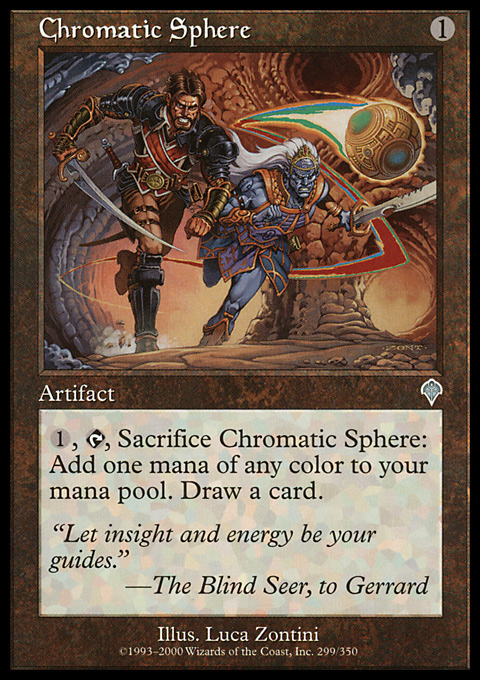 Chromatic Sphere 1
ZONT
Artifact
1, , Sacrifice Chromatic Sphere:
Add one mana of any color to your
mana pool. Draw a card.
“Let insight and energy be your
guides.”
—The Blind Seer, to Gerrard
Illus. Luca Zontini
©1993–2000 Wizards of the Coast, Inc. 299/350